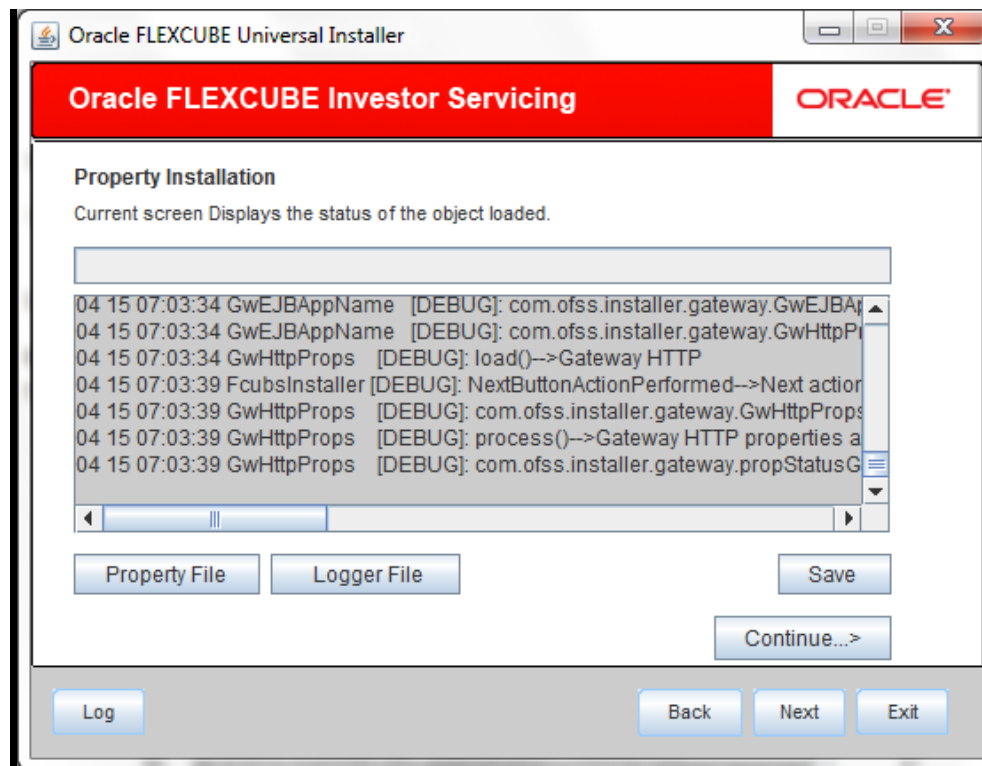 Oracle FLEXCUBE Universal Installer
Oracle FLEXCUBE Investor Servicing
ORACLE
Property Installation
Current screen Displays the status of the object loaded.
04 15 07:03:34 GwEJBAppName [DEBUG]: com.ofss.installer.gateway.GwEJBAp
04 15 07:03:34 GwEJBAppName [DEBUG]: com.ofss.installer.gateway.GwHttpPr
04 15 07:03:34 GwHttpProps [DEBUG]: load()-->Gateway HTTP
04 15 07:03:39 FcubsInstaller [DEBUG]: NextButtonActionPerformed-->Next action
04 15 07:03:39 GwHttpProps [DEBUG]: com.ofss.installer.gateway.GwHttpProps
04 15 07:03:39 GwHttpProps [DEBUG]: process()-->Gateway HTTP properties a
04 15 07:03:39 GwHttpProps [DEBUG]: com.ofss.installer.gateway.propStatusG
Property File Logger File Save
Continue...>
Log Back Next Exit